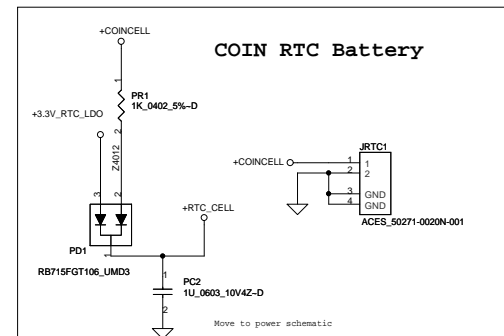 +COINCELL
COIN RTC Battery
1
PR1
1K_0402_5%~D
+3.3V_RTC_LDO
2
Z4012
JRTC1
+COINCELL
1
1
2
2
3
GND
4
GND
ACES_50271-0020N-001
3
2
+RTC_CELL
PD1
1
RB715FGT106_UMD3
1
PC2
1U_0603_10V4Z~D
2
Move to power schematic